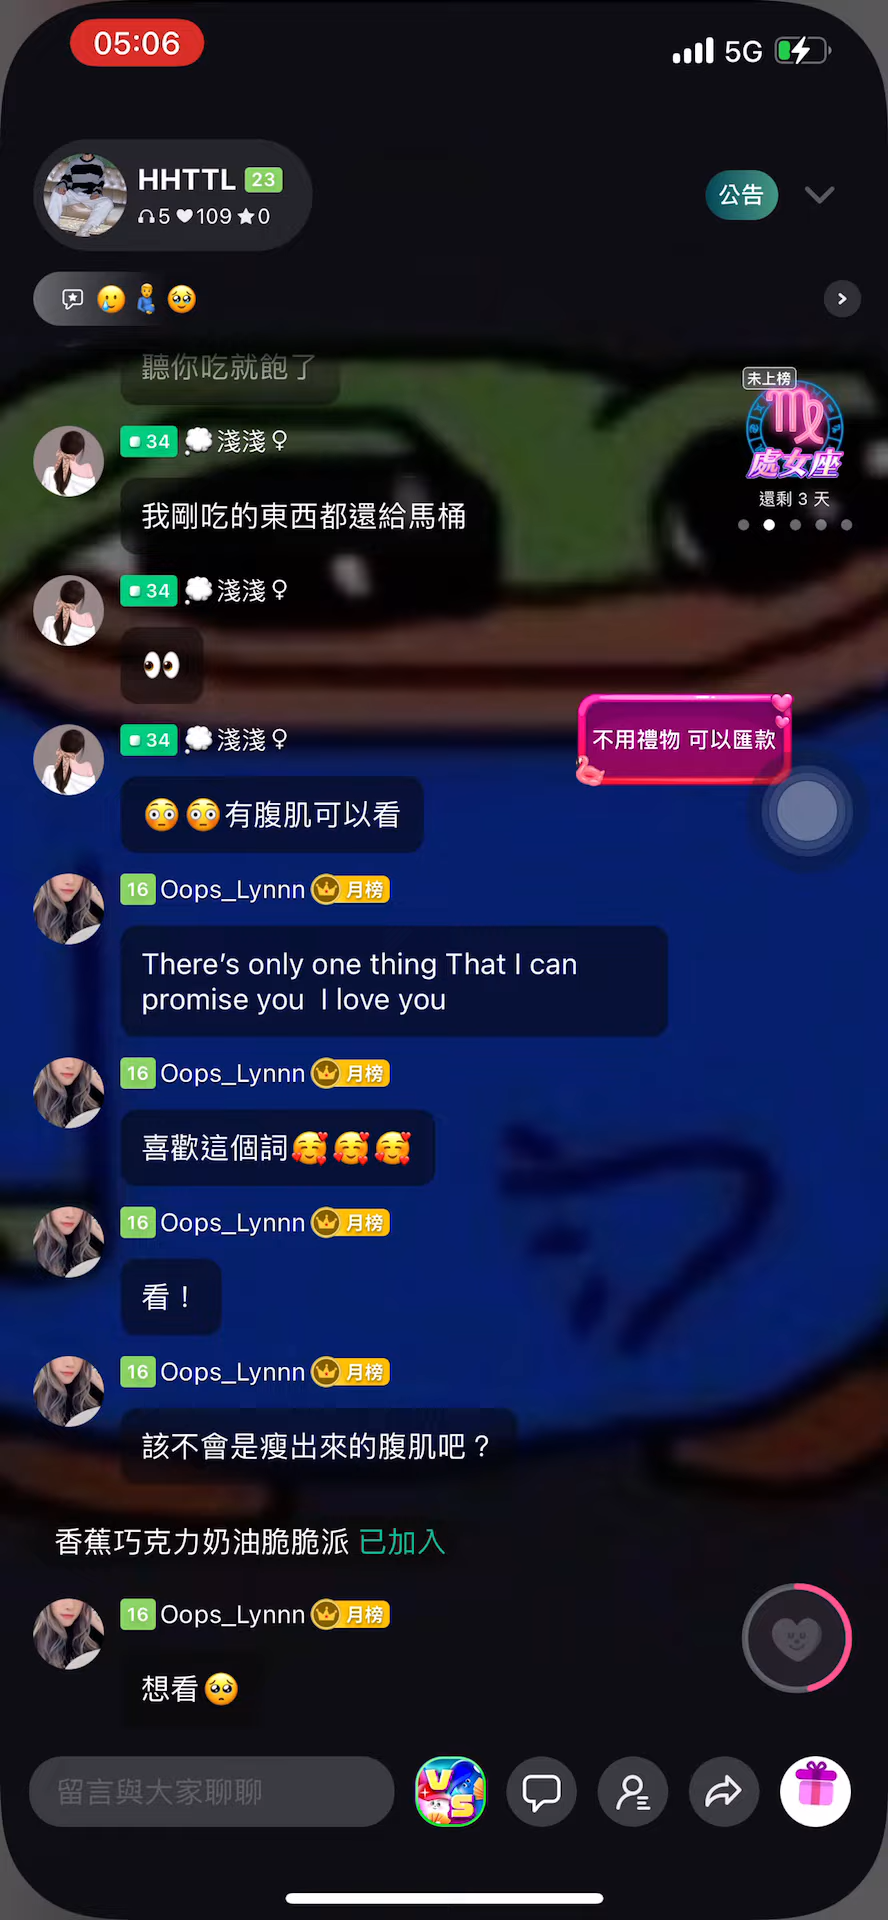 05:06
5G
HHTTL 23
5 109 0
公告
聽你吃就飽了
未上榜
處女座
還剩 3 天
34 淺淺
我剛吃的東西都還給馬桶
34 淺淺
34 淺淺
不用禮物 可以匯款
有腹肌可以看
16 Oops_Lynnn 月榜
There’s only one thing That I can
promise you I love you
16 Oops_Lynnn 月榜
喜歡這個詞
16 Oops_Lynnn 月榜
看！
16 Oops_Lynnn 月榜
該不會是瘦出來的腹肌吧？
香蕉巧克力奶油脆脆派 已加入
16 Oops_Lynnn 月榜
想看
留言與大家聊聊
VS